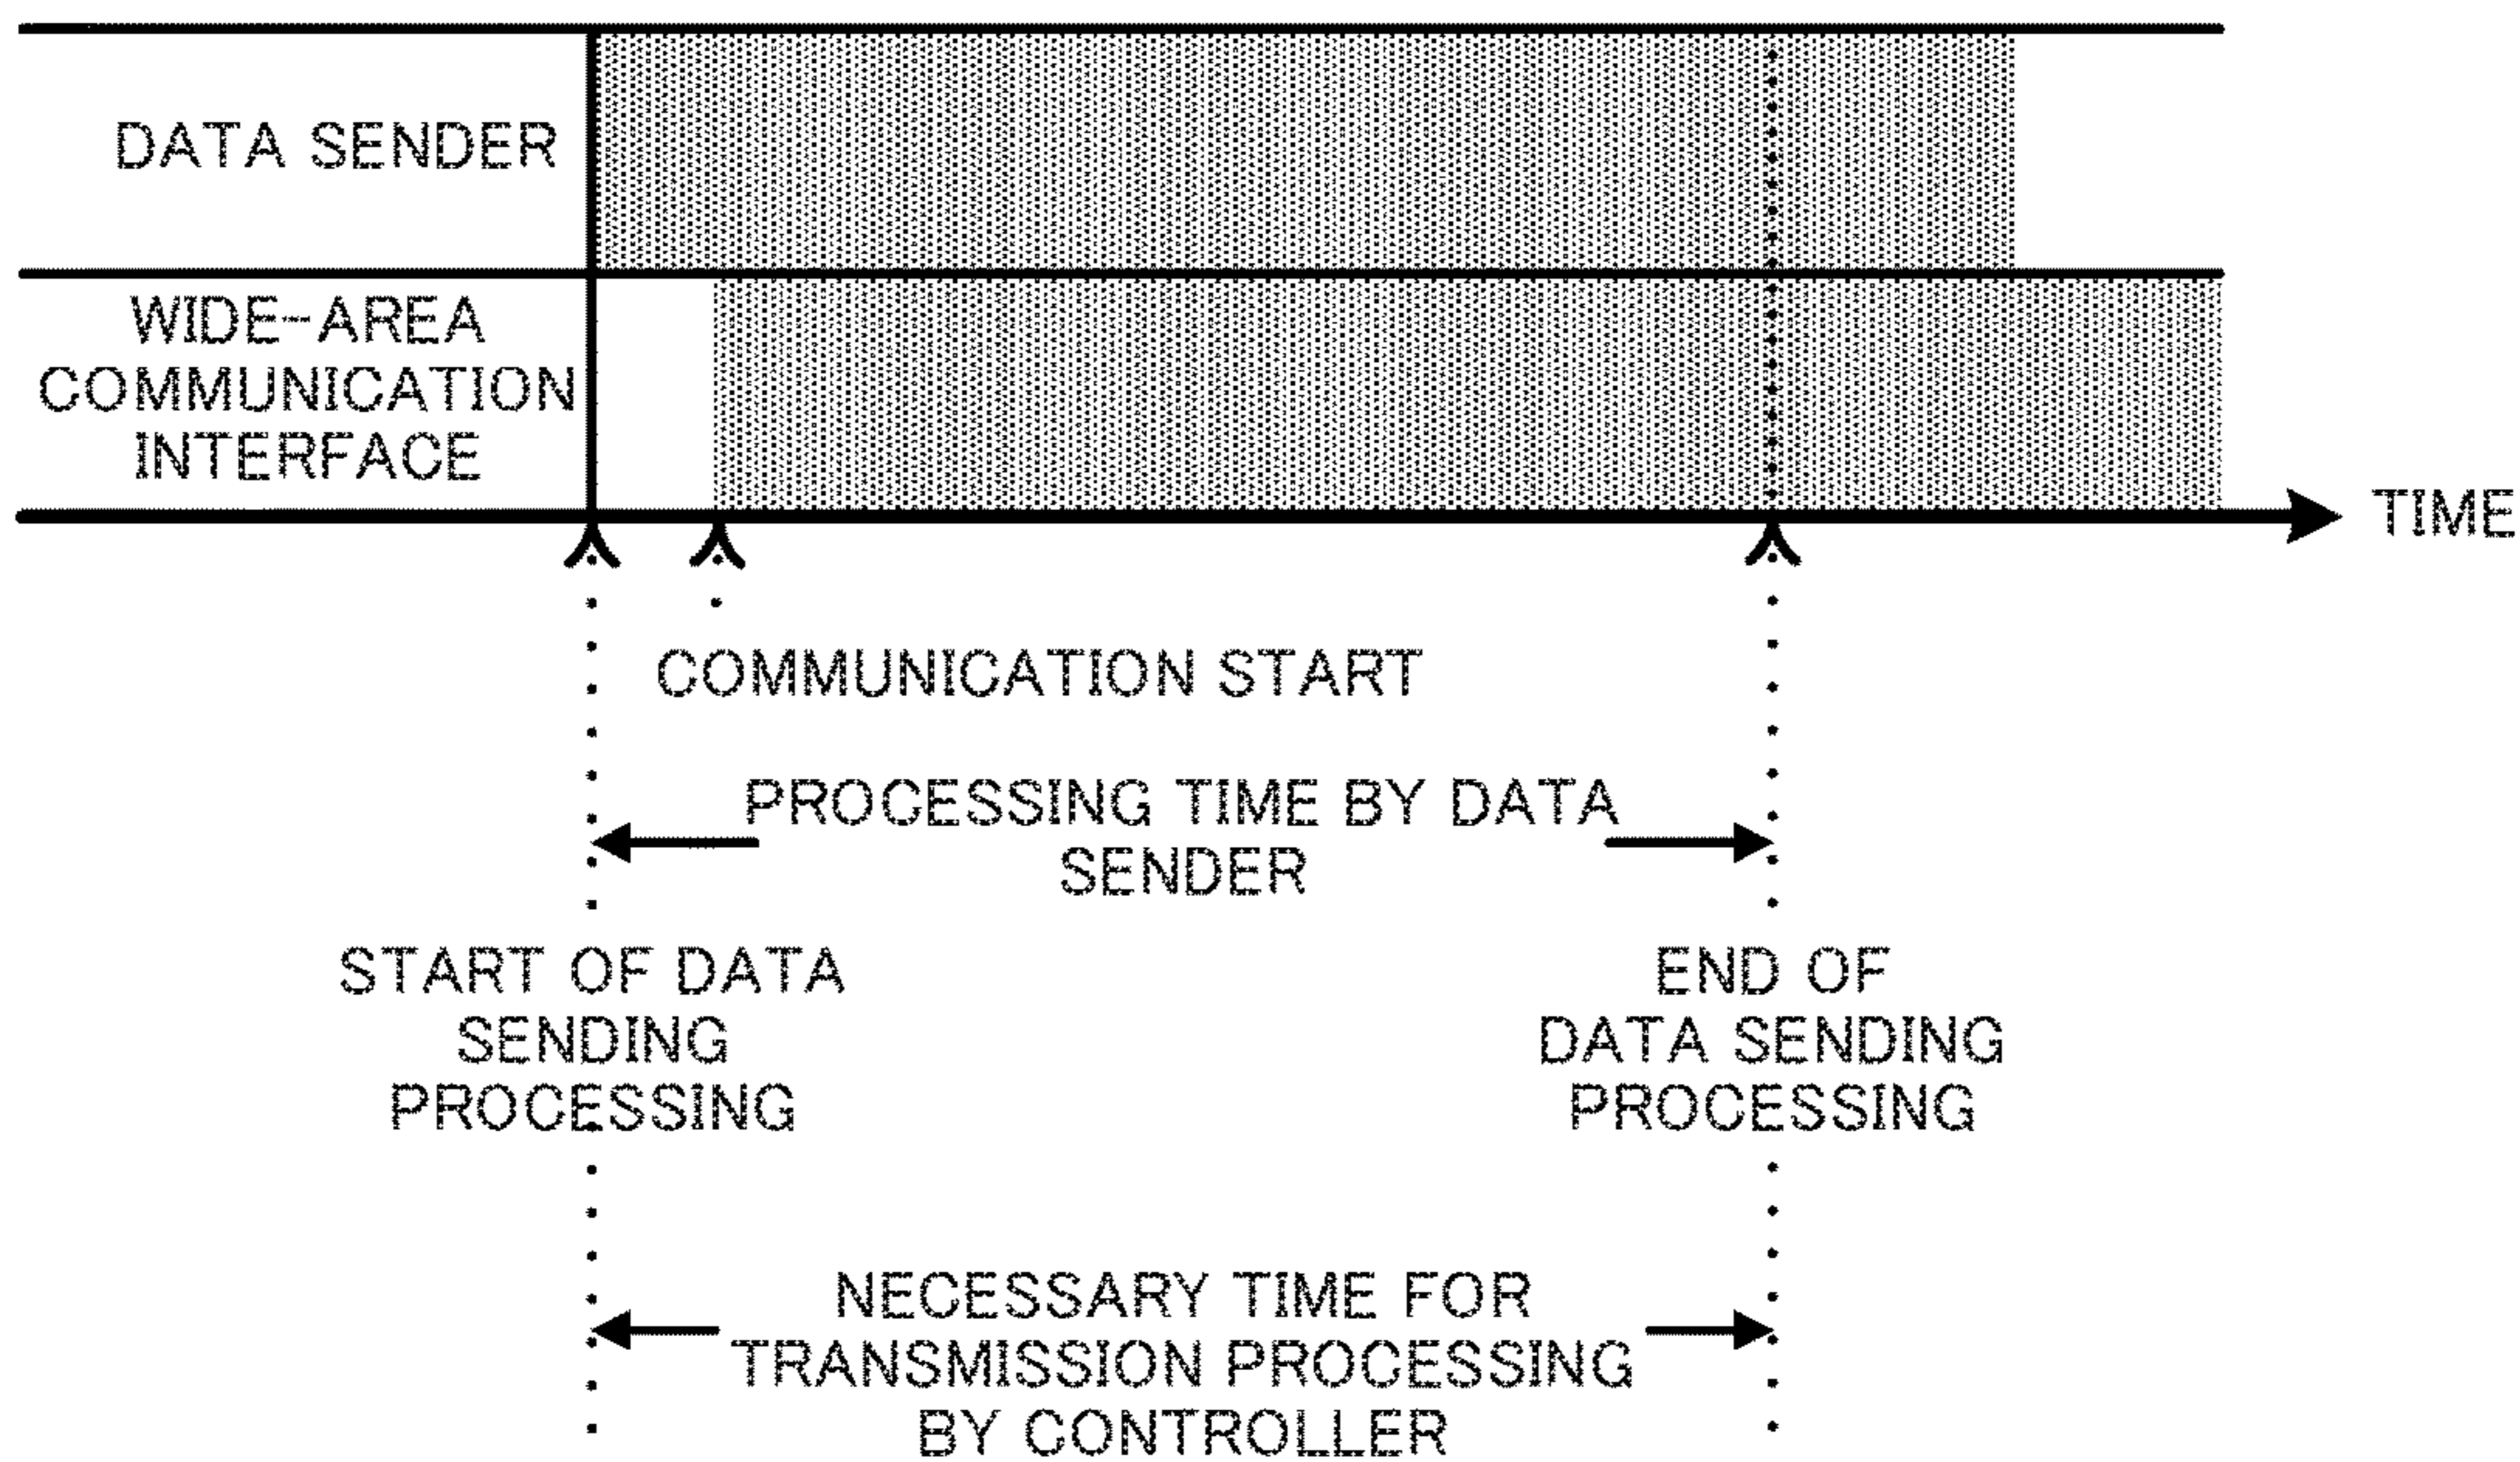 DATA SENDER
WIDE-AREA
COMMUNICATION
INTERFACE
TIME
COMMUNICATION START
PROCESSING TIME BY DATA
SENDER
START OF DATA
SENDING
PROCESSING
END OF
DATA SENDING
PROCESSING
NECESSARY TIME FOR
TRANSMISSION PROCESSING
BY CONTROLLER